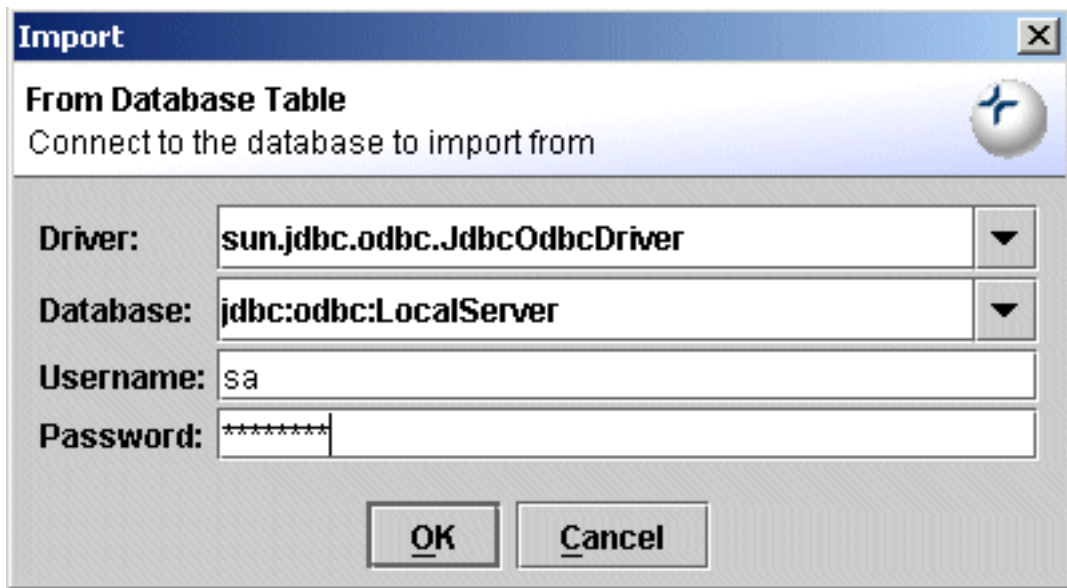 Import
From Database Table
Connect to the database to import from
Driver: sun.jdbc.odbc.JdbcOdbcDriver
Database: jdbc:odbc:LocalServer
Username: sa
Password: ********
OK Cancel